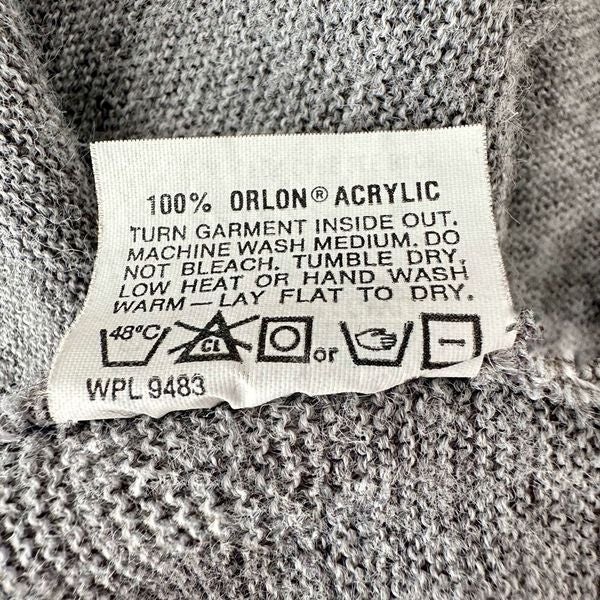 100% ORLON® ACRYLIC
TURN GARMENT INSIDE OUT.
MACHINE WASH MEDIUM. DO
NOT BLEACH. TUMBLE DRY,
LOW HEAT OR HAND WASH
WARM — LAY FLAT TO DRY.
48°C CL or
WPL 9483